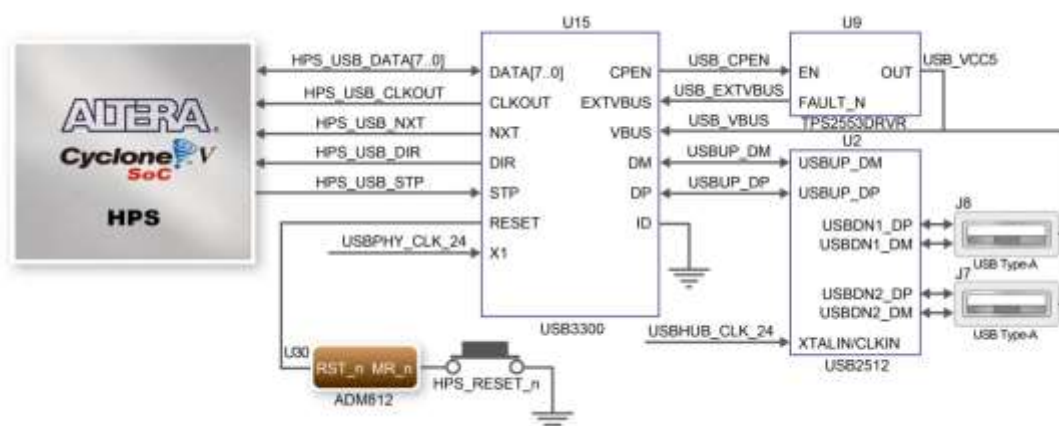 U15
U9
HPS_USB_DATA[7..0]
DATA[7..0]
CPEN
USB_CPEN
EN
OUT
USB_VCC5
HPS_USB_CLKOUT
CLKOUT
EXTVBUS
USB_EXTVBUS
FAULT_N
HPS_USB_NXT
NXT
VBUS
USB_VBUS
TPS2553DRVR
U2
HPS_USB_DIR
DIR
DM
USBUP_DM
USBUP_DM
HPS_USB_STP
STP
DP
USBUP_DP
USBUP_DP
ALTERA
Cyclone V
SoC
HPS
RESET
ID
USBDN1_DP
USBDN1_DM
J8
USB Type-A
USBPHY_CLK_24
X1
J7
USBDN2_DP
USBDN2_DM
USB Type-A
USB3300
USBHUB_CLK_24
XTALIN/CLKIN
USB2512
U30
RST_n MR_n
HPS_RESET_n
ADM812